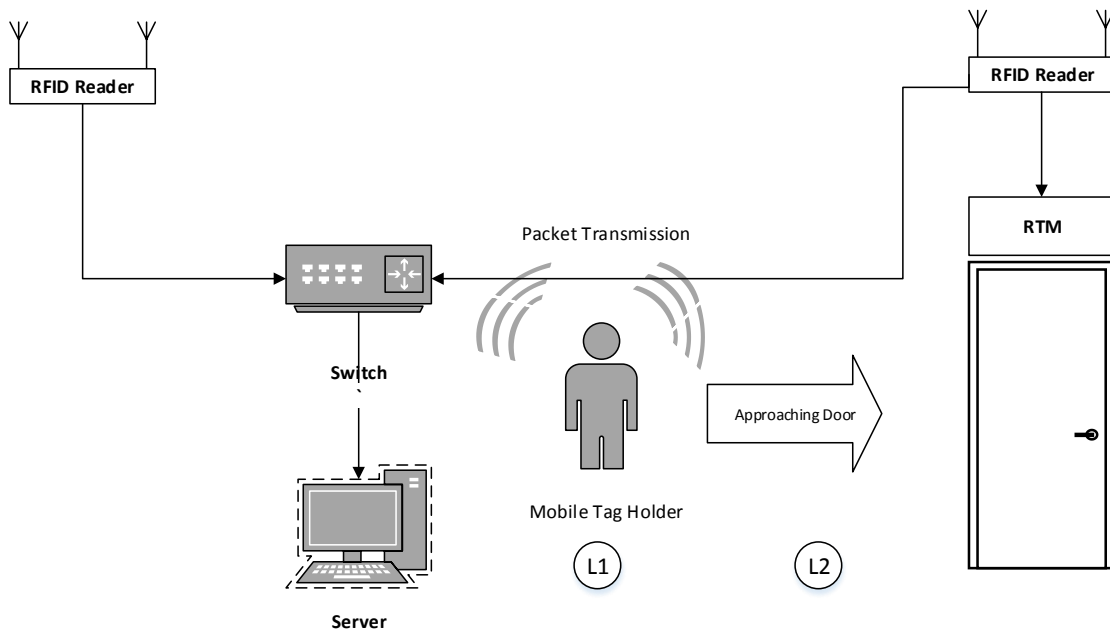 RFID Reader
RFID Reader
RTM
Packet Transmission
Switch
`
Approaching Door
Mobile Tag Holder
L1
L2
Server